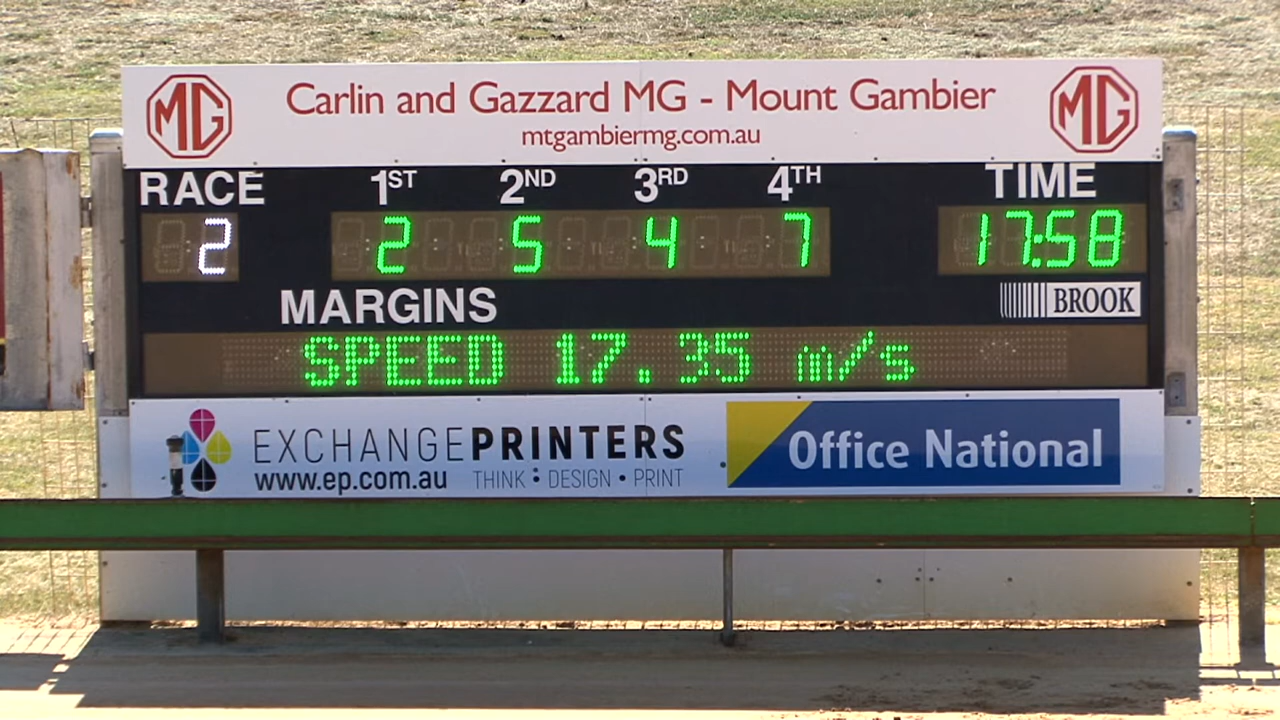 MG Carlin and Gazzard MG - Mount Gambier MG
mtgambiermg.com.au
RACE 1ST 2ND 3RD 4TH TIME
2 2 5 4 7 17:58
MARGINS BROOK
SPEED 17.35 m/s
EXCHANGEPRINTERS Office National
www.ep.com.au THINK : DESIGN • PRINT